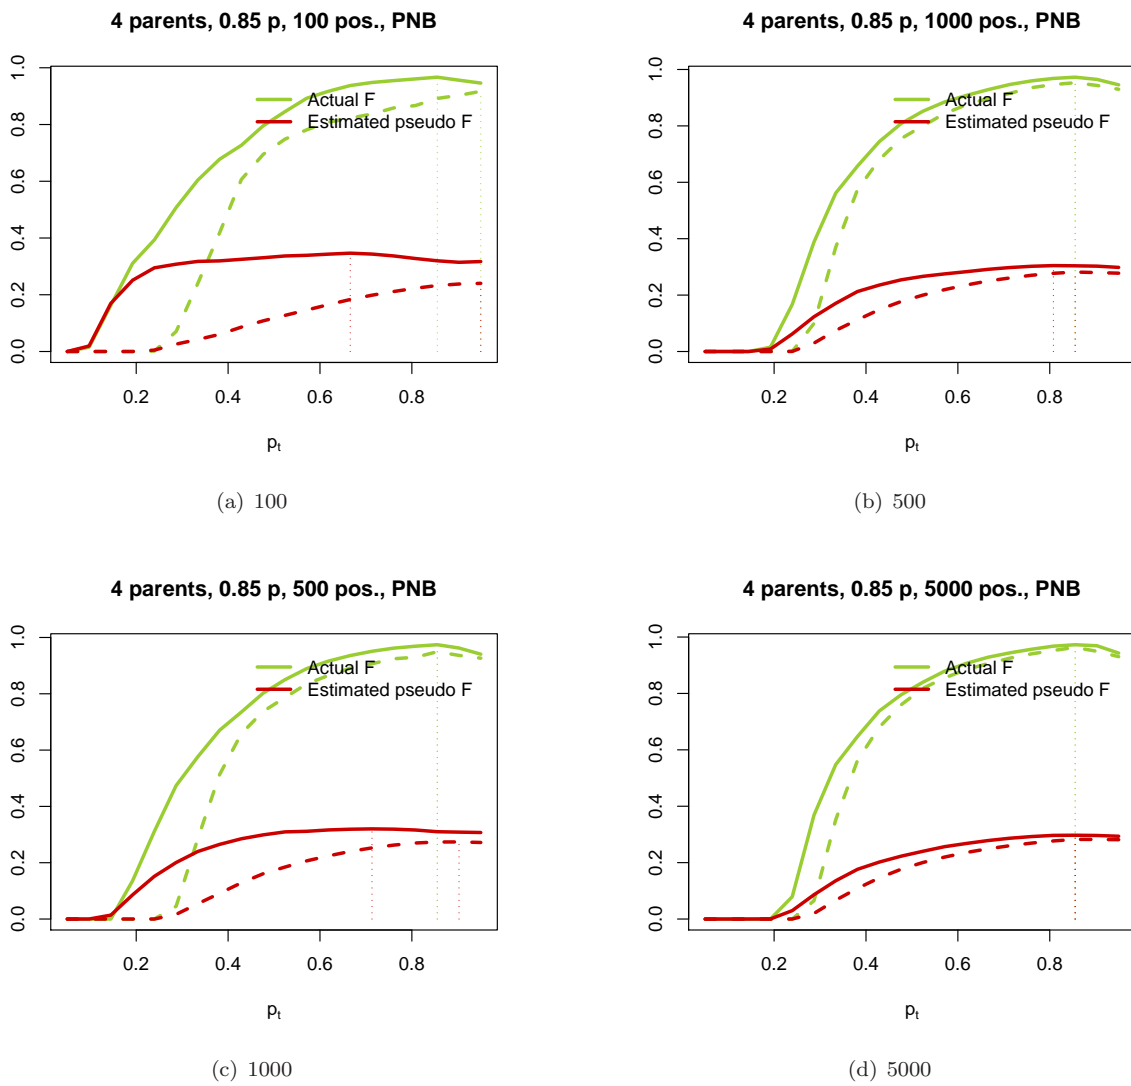 4 parents, 0.85 p, 100 pos., PNB
1.0
0.8
0.6
0.4
0.2
0.0
Actual F
Estimated pseudo F
0.2 0.4 0.6 0.8
pt
(a) 100
4 parents, 0.85 p, 1000 pos., PNB
1.0
0.8
0.6
0.4
0.2
0.0
Actual F
Estimated pseudo F
0.2 0.4 0.6 0.8
pt
(b) 500
4 parents, 0.85 p, 500 pos., PNB
1.0
0.8
0.6
0.4
0.2
0.0
Actual F
Estimated pseudo F
0.2 0.4 0.6 0.8
pt
(c) 1000
4 parents, 0.85 p, 5000 pos., PNB
1.0
0.8
0.6
0.4
0.2
0.0
Actual F
Estimated pseudo F
0.2 0.4 0.6 0.8
pt
(d) 5000